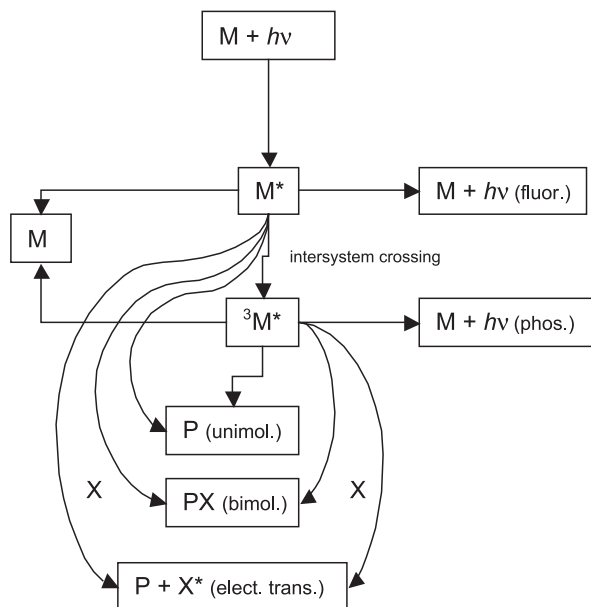 M + hν
M*
M + hν (fluor.)
M
intersystem crossing
³M*
M + hν (phos.)
P (unimol.)
X
PX (bimol.)
X
P + X* (elect. trans.)